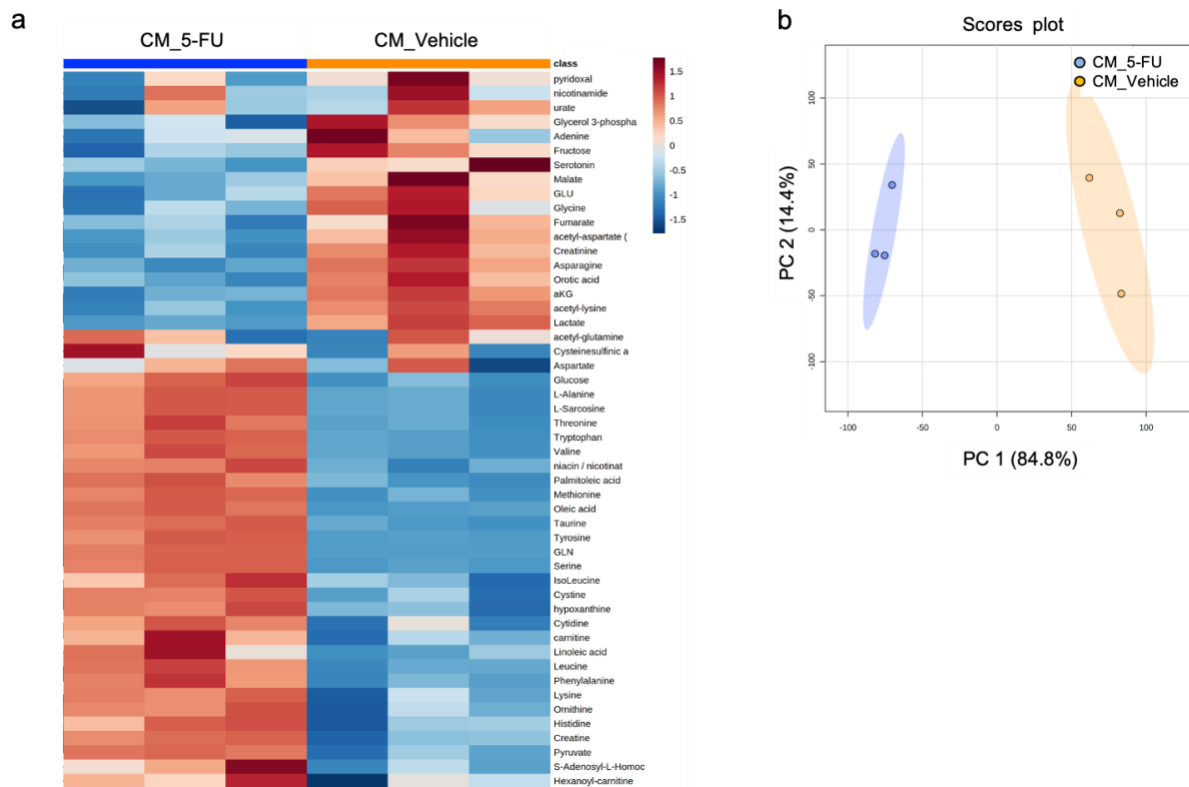 a
CM_5-FU CM_Vehicle
class
pyridoxal
nicotinamide
urate
Glycerol 3-phospha
Adenine
Fructose
Serotonin
Malate
GLU
Glycine
Fumarate
acetyl-aspartate (
Creatinine
Asparagine
Orotic acid
aKG
acetyl-lysine
Lactate
acetyl-glutamine
Cysteinesulfinic a
Aspartate
Glucose
L-Alanine
L-Sarcosine
Threonine
Tryptophan
Valine
niacin / nicotinat
Palmitoleic acid
Methionine
Oleic acid
Taurine
Tyrosine
GLN
Serine
IsoLeucine
Cystine
hypoxanthine
Cytidine
carnitine
Linoleic acid
Leucine
Phenylalanine
Lysine
Ornithine
Histidine
Creatine
Pyruvate
S-Adenosyl-L-Homoc
Hexanoyl-carnitine
1.5
1
0.5
0
-0.5
-1
-1.5
b
Scores plot
CM_5-FU
CM_Vehicle
PC 2 (14.4%)
100
50
0
-50
-100
-100 -50 0 50 100
PC 1 (84.8%)